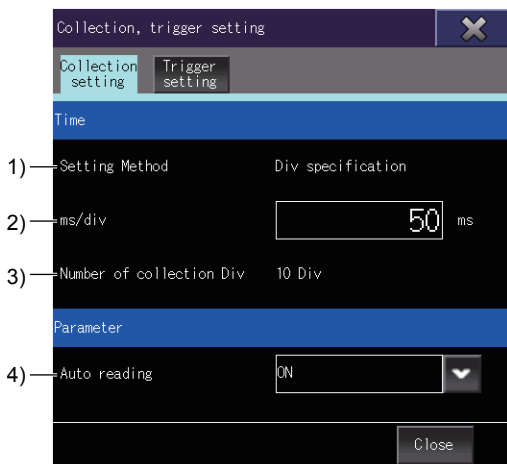 Collection, trigger setting
Collection
setting
Trigger
setting
Time
1) Setting Method Div specification
2) ms/div 50 ms
3) Number of collection Div 10 Div
Parameter
4) Auto reading ON
Close